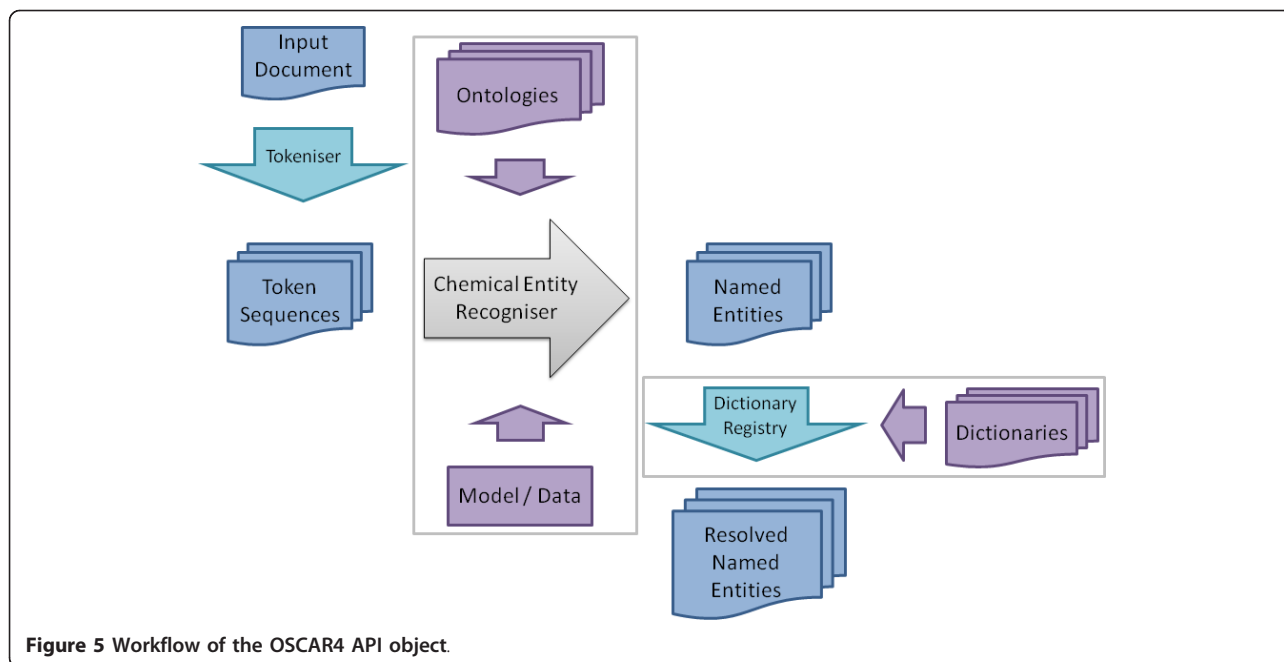 Input
Document
Ontologies
Tokeniser
Token
Sequences
Chemical Entity
Recogniser
Named
Entities
Model / Data
Dictionary
Registry
Dictionaries
Resolved
Named
Entities
Figure 5 Workflow of the OSCAR4 API object.